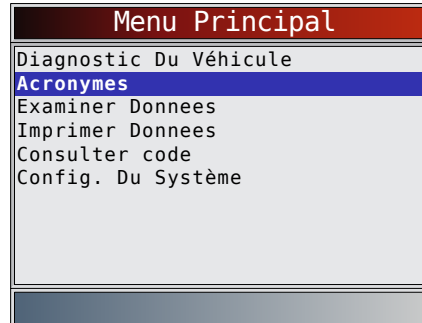 Menu Principal
Diagnostic Du Véhicule
Acronymes
Examiner Donnees
Imprimer Donnees
Consulter code
Config. Du Système